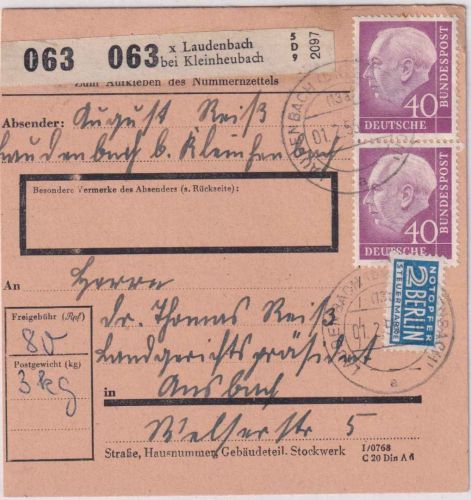 063 063 x Laudenbach
bei Kleinheubach
5 D 9
2097
Zum Aufkleben des Nummernzettels
Absender: August Reiß
Laudenbach b. Kleinheubach
Besondere Vermerke des Absenders (s. Rückseite):
40
DEUTSCHE
BUNDESPOST
40
DEUTSCHE
BUNDESPOST
NOTOPFER
2 BERLIN
STEUERMARKE
An Herrn
Dr. Thomas Reiß
Landgerichtspräsident
in Ansbach
Welserstr 5
Straße, Hausnummer, Gebäudeteil, Stockwerk
Freigebühr (Rpf)
80
Postgewicht (kg)
3 kg
I/0768
C 20 Din A 6